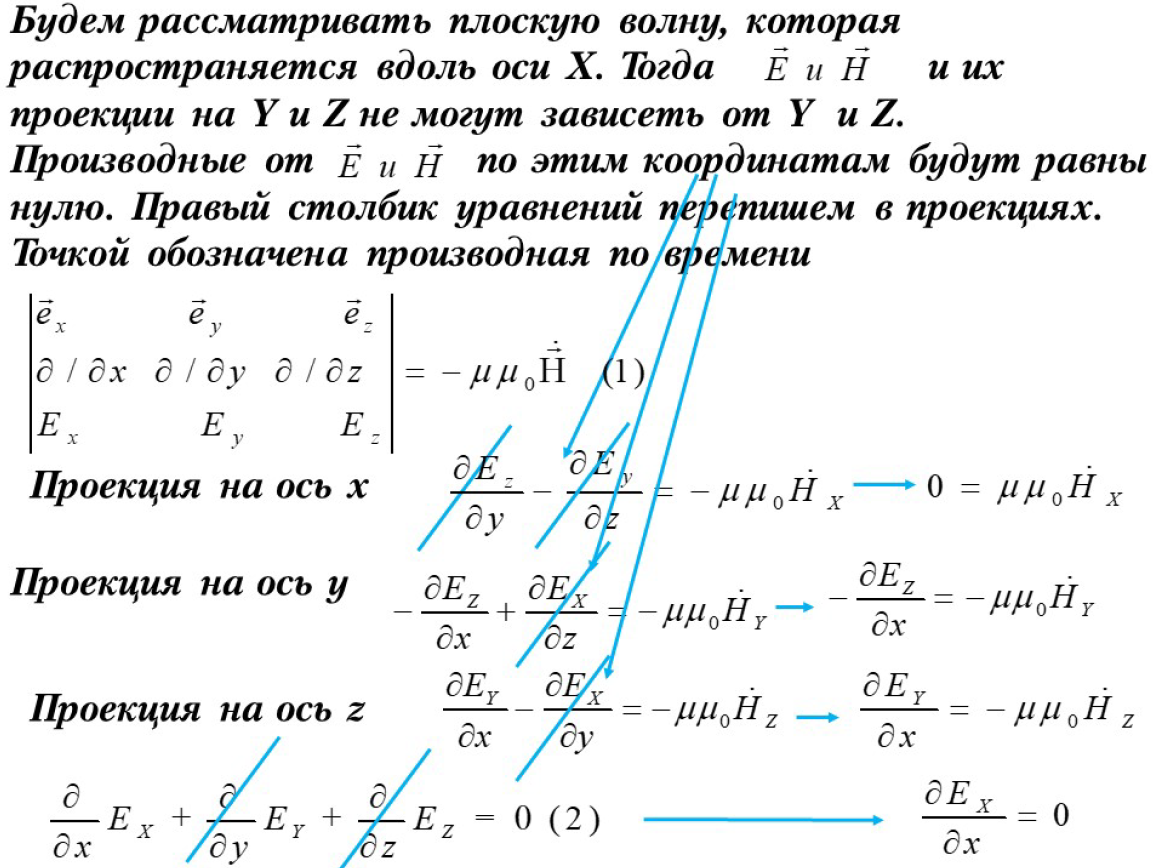 Будем рассматривать плоскую волну, которая
распространяется вдоль оси X. Тогда E⃗ и H⃗ и их
проекции на Y и Z не могут зависеть от Y и Z.
Производные от E⃗ и H⃗ по этим координатам будут равны
нулю. Правый столбик уравнений перепишем в проекциях.
Точкой обозначена производная по времени
| e⃗_x e⃗_y e⃗_z |
| ∂/∂x ∂/∂y ∂/∂z | = − μμ₀Ḣ⃗ (1)
| E_x E_y E_z |
Проекция на ось x ∂E_z/∂y − ∂E_y/∂z = − μμ₀Ḣ_X → 0 = μμ₀Ḣ_X
Проекция на ось y −∂E_Z/∂x + ∂E_X/∂z = −μμ₀Ḣ_Y → −∂E_Z/∂x = −μμ₀Ḣ_Y
Проекция на ось z ∂E_Y/∂x − ∂E_X/∂y = −μμ₀Ḣ_Z → ∂E_Y/∂x = − μμ₀Ḣ_Z
∂/∂x E_X + ∂/∂y E_Y + ∂/∂z E_Z = 0 (2) → ∂E_X/∂x = 0